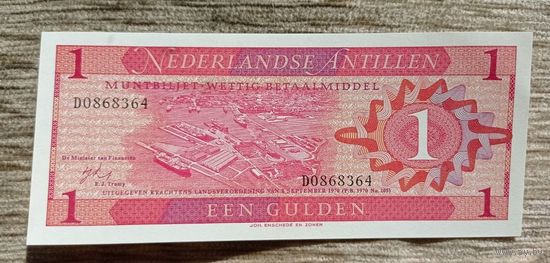 1 NEDERLANDSE ANTILLEN 1
MUNTBILJET - WETTIG BETAALMIDDEL
D0868364
1
De Minister van Financiën
D0868364
UITGEGEVEN KRACHTENS LANDSVERORDENING VAN 8 SEPTEMBER 1970 (P.B. 1970 No. 108)
1 EEN GULDEN 1
JOH. ENSCHEDÉ EN ZONEN